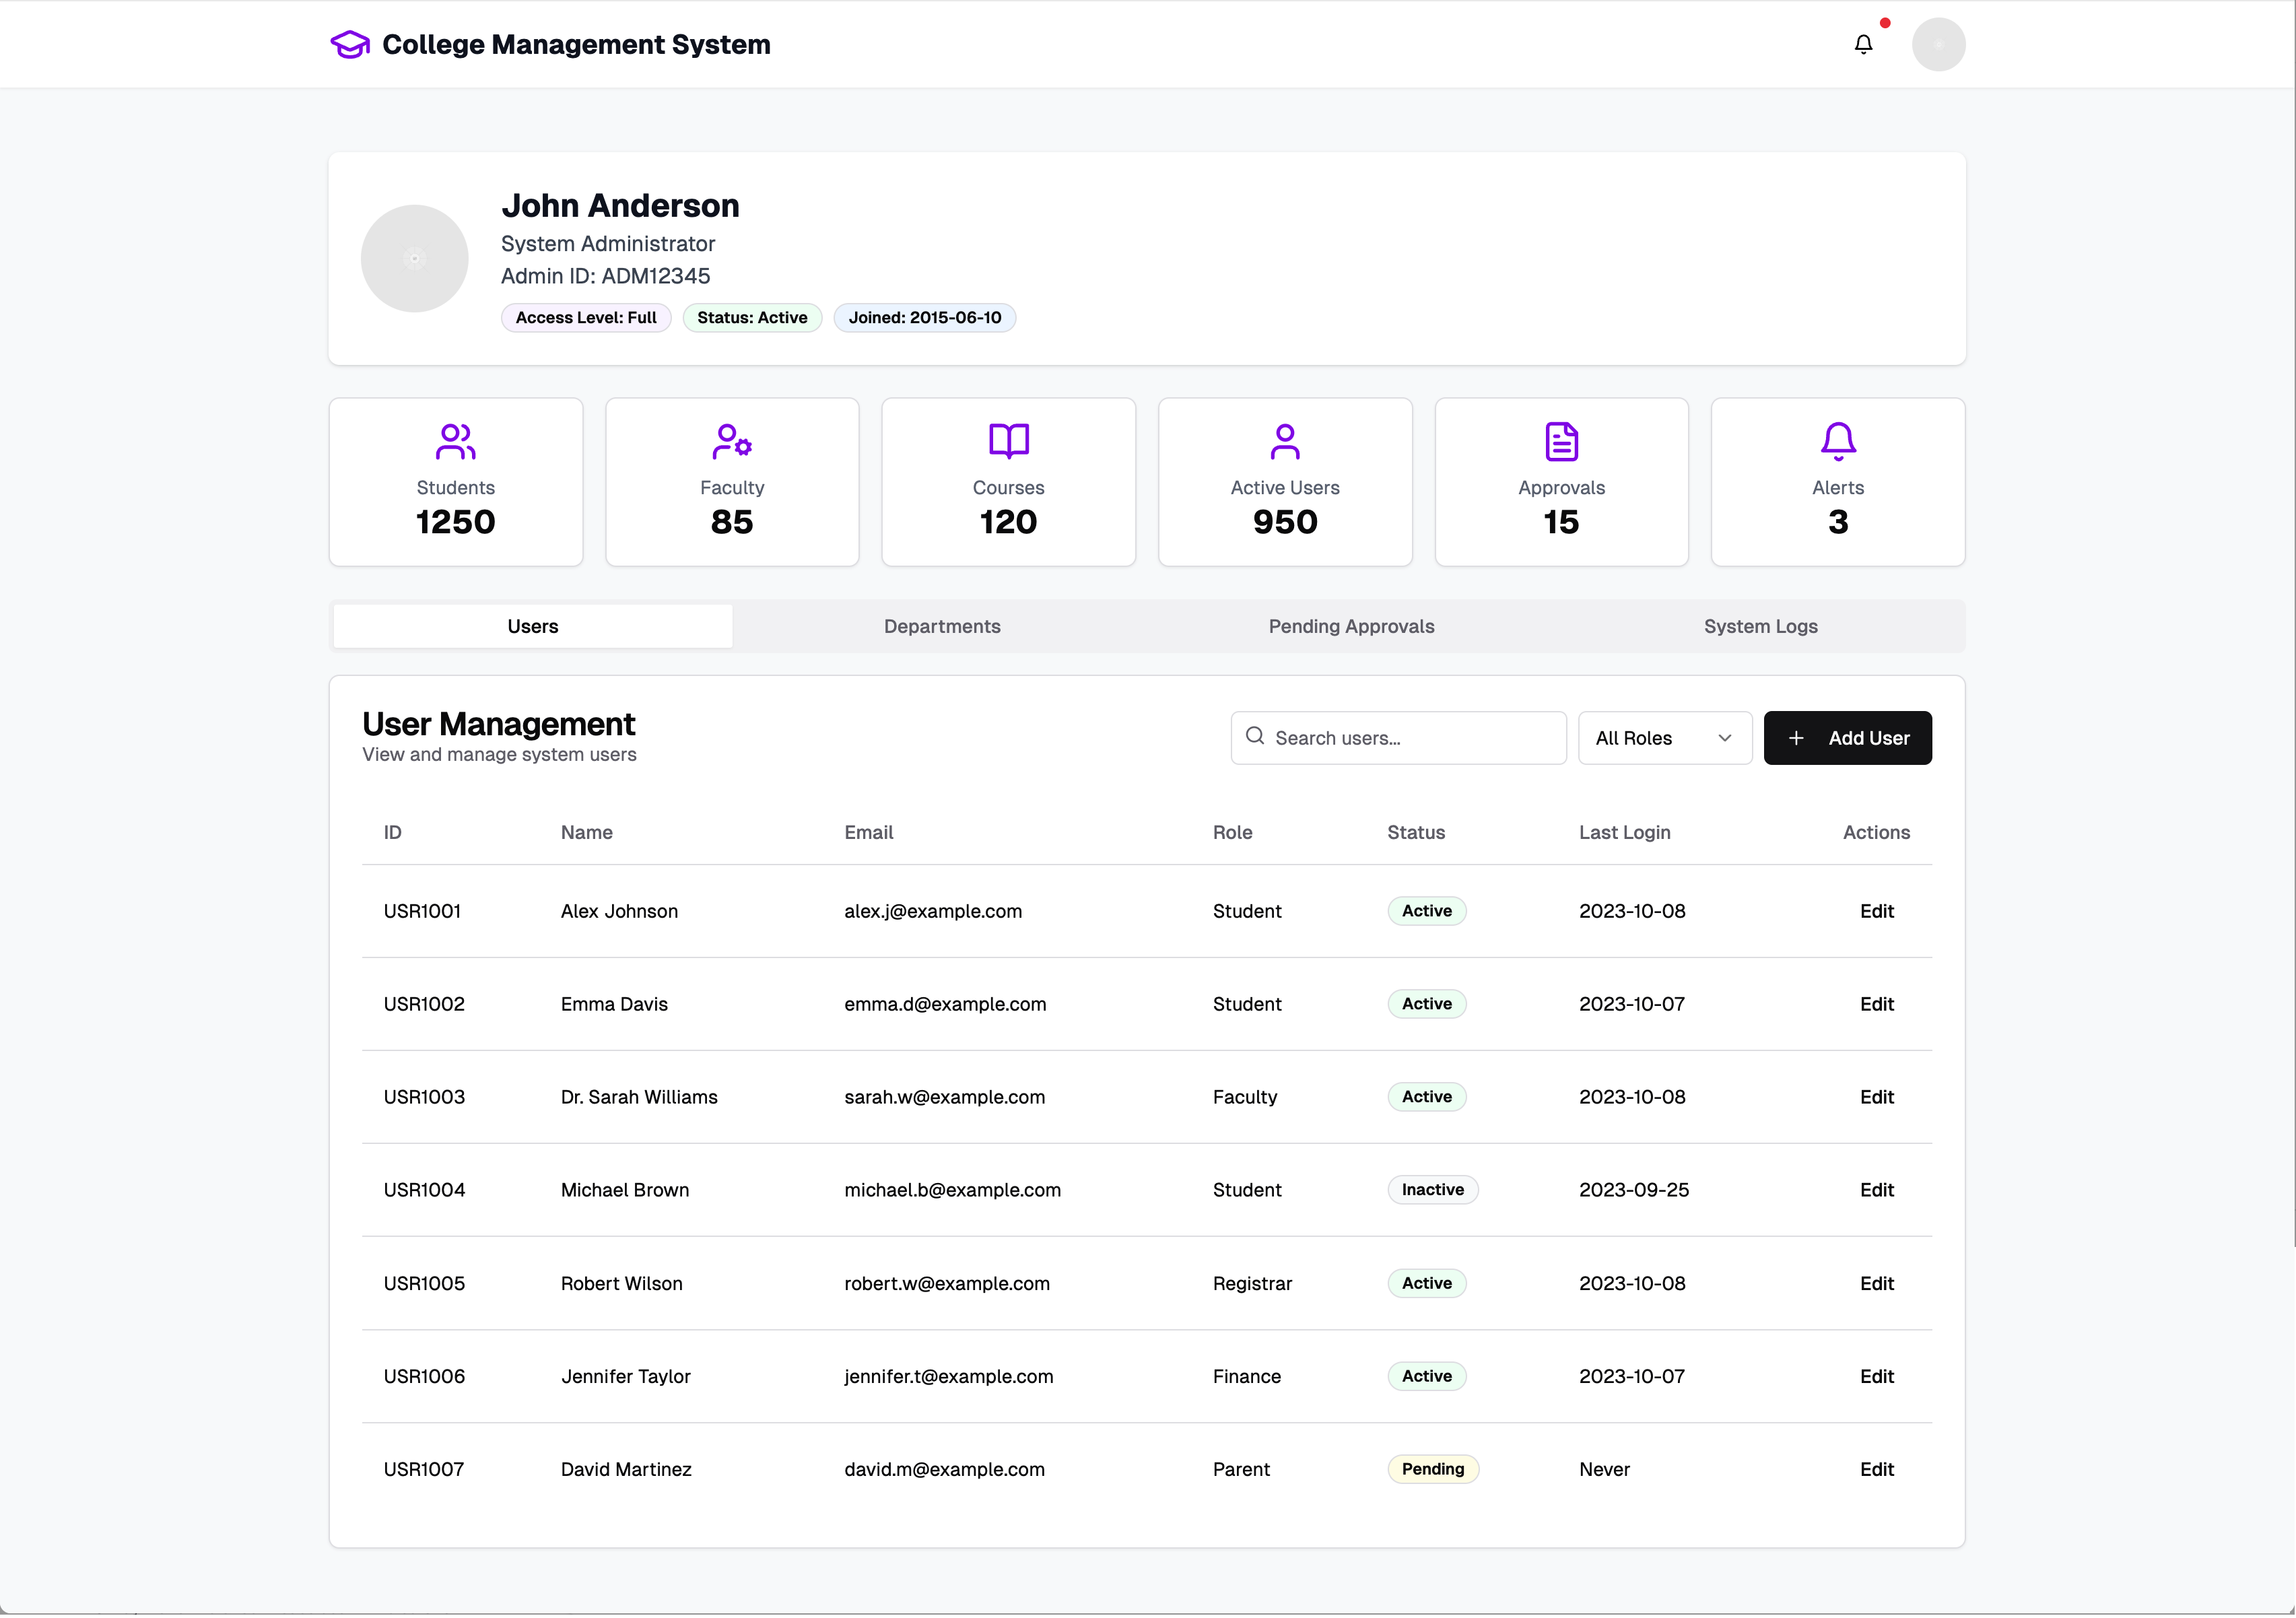 College Management System
John Anderson
System Administrator
Admin ID: ADM12345
Access Level: Full Status: Active Joined: 2015-06-10
Students Faculty Courses Active Users Approvals Alerts
1250 85 120 950 15 3
Users Departments Pending Approvals System Logs
User Management
View and manage system users
Search users... All Roles + Add User
ID Name Email Role Status Last Login Actions
USR1001 Alex Johnson alex.j@example.com Student Active 2023-10-08 Edit
USR1002 Emma Davis emma.d@example.com Student Active 2023-10-07 Edit
USR1003 Dr. Sarah Williams sarah.w@example.com Faculty Active 2023-10-08 Edit
USR1004 Michael Brown michael.b@example.com Student Inactive 2023-09-25 Edit
USR1005 Robert Wilson robert.w@example.com Registrar Active 2023-10-08 Edit
USR1006 Jennifer Taylor jennifer.t@example.com Finance Active 2023-10-07 Edit
USR1007 David Martinez david.m@example.com Parent Pending Never Edit